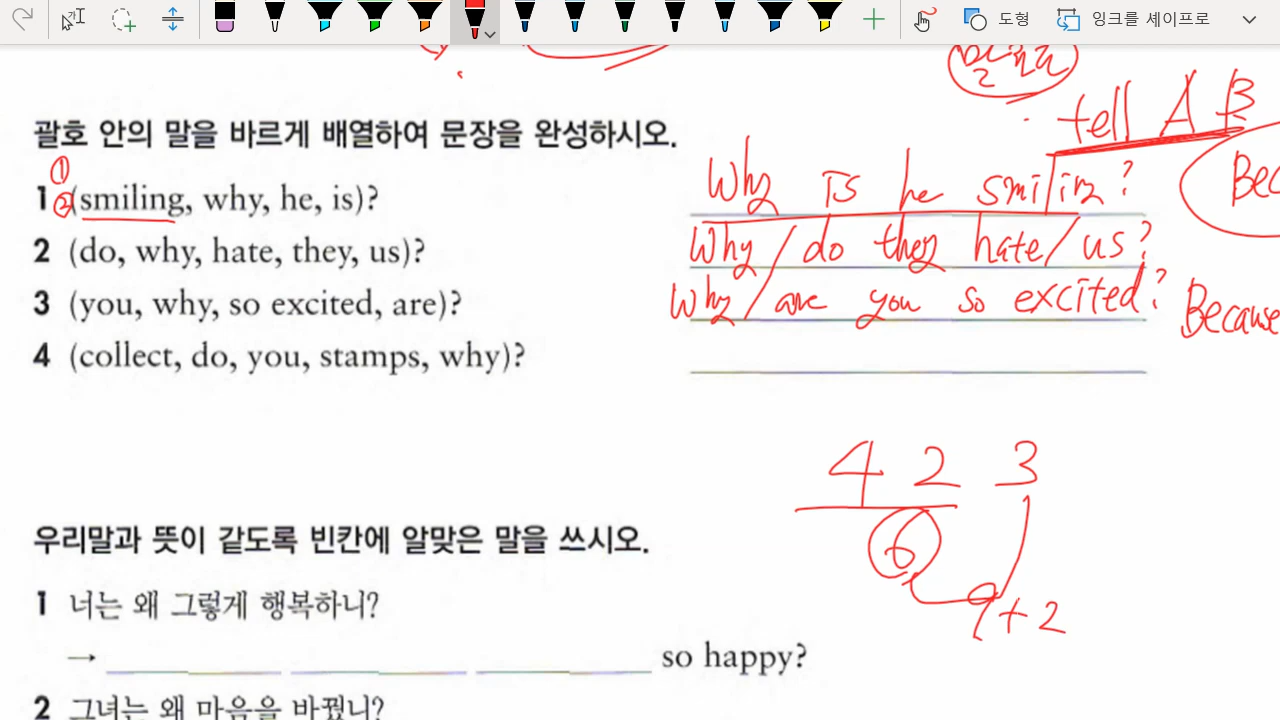 도형
잉크를 셰이프로
tell A B
괄호 안의 말을 바르게 배열하여 문장을 완성하시오.
①
1 ②(smiling, why, he, is)? Why is he smiling? Bec
2 (do, why, hate, they, us)? Why / do they hate / us?
3 (you, why, so excited, are)? Why / are you so excited? Because
4 (collect, do, you, stamps, why)?
4 2 3
6
9 + 2
우리말과 뜻이 같도록 빈칸에 알맞은 말을 쓰시오.
1 너는 왜 그렇게 행복하니?
→ so happy?
2 그녀는 왜 마음을 바꿨니?